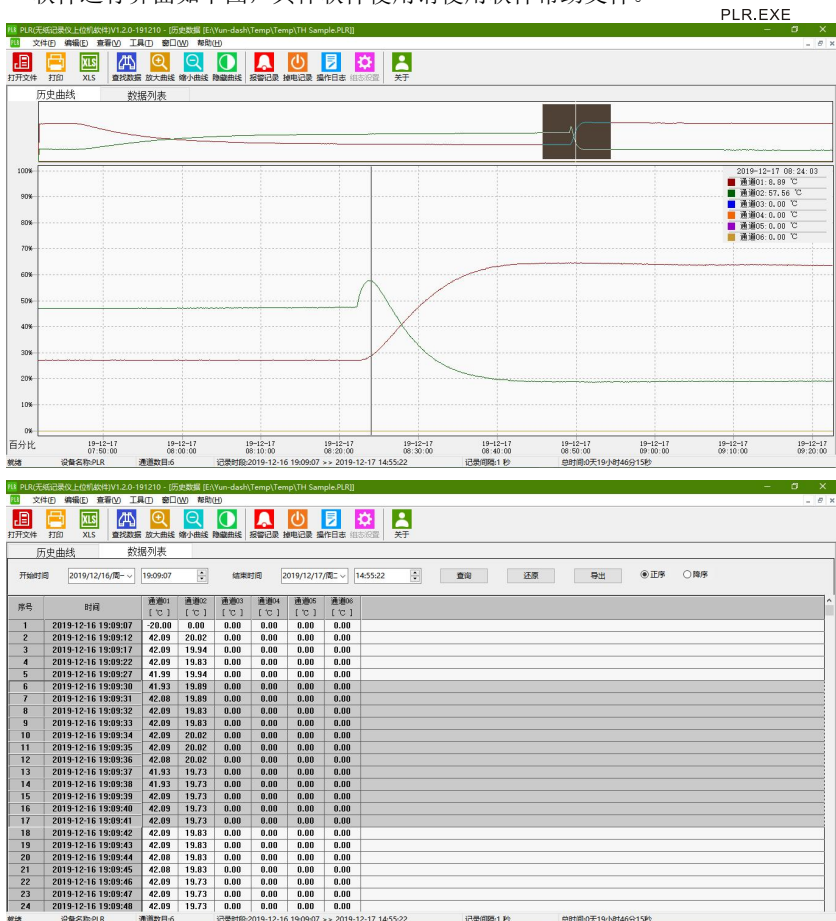 PLR.EXE
PLR(无纸记录仪上位机软件)V1.2.0-191210 - [历史数据 [E:\Yun-dash\Temp\Temp\TH Sample.PLR]]
文件(F) 编辑(E) 查看(V) 工具(T) 窗口(W) 帮助(H)
打开文件 打印 XLS 查找数据 放大曲线 缩小曲线 隐藏曲线 报警记录 掉电记录 操作日志 组态设置 关于
历史曲线 数据列表
2019-12-17 08:24:03
通道01:8.89 ℃
通道02:57.56 ℃
通道03:0.00 ℃
通道04:0.00 ℃
通道05:0.00 ℃
通道06:0.00 ℃
100%
90%
80%
70%
60%
50%
40%
30%
20%
10%
0%
百分比
19-12-17 19-12-17 19-12-17 19-12-17 19-12-17 19-12-17 19-12-17 19-12-17 19-12-17 19-12-17
07:50:00 08:00:00 08:10:00 08:20:00 08:30:00 08:40:00 08:50:00 09:00:00 09:10:00 09:20:00
就绪 设备名称:PLR 通道数目:6 记录时段:2019-12-16 19:09:07 >> 2019-12-17 14:55:22 记录间隔:1 秒 总时间:0天19小时46分15秒
PLR(无纸记录仪上位机软件)V1.2.0-191210 - [历史数据 [E:\Yun-dash\Temp\Temp\TH Sample.PLR]]
文件(F) 编辑(E) 查看(V) 工具(T) 窗口(W) 帮助(H)
打开文件 打印 XLS 查找数据 放大曲线 缩小曲线 隐藏曲线 报警记录 掉电记录 操作日志 组态设置 关于
历史曲线 数据列表
开始时间 2019/12/16/周一 19:09:07 结束时间 2019/12/17/周二 14:55:22 查询 还原 导出 正序 降序
序号 时间 通道01 [ ℃ ] 通道02 [ ℃ ] 通道03 [ ℃ ] 通道04 [ ℃ ] 通道05 [ ℃ ] 通道06 [ ℃ ]
1 2019-12-16 19:09:07 -20.00 0.00 0.00 0.00 0.00 0.00
2 2019-12-16 19:09:12 42.09 20.02 0.00 0.00 0.00 0.00
3 2019-12-16 19:09:17 42.09 19.94 0.00 0.00 0.00 0.00
4 2019-12-16 19:09:22 42.09 19.83 0.00 0.00 0.00 0.00
5 2019-12-16 19:09:27 41.99 19.94 0.00 0.00 0.00 0.00
6 2019-12-16 19:09:30 41.93 19.89 0.00 0.00 0.00 0.00
7 2019-12-16 19:09:31 42.08 19.89 0.00 0.00 0.00 0.00
8 2019-12-16 19:09:32 42.09 19.83 0.00 0.00 0.00 0.00
9 2019-12-16 19:09:33 42.09 19.83 0.00 0.00 0.00 0.00
10 2019-12-16 19:09:34 42.09 20.02 0.00 0.00 0.00 0.00
11 2019-12-16 19:09:35 42.09 20.02 0.00 0.00 0.00 0.00
12 2019-12-16 19:09:36 42.08 20.02 0.00 0.00 0.00 0.00
13 2019-12-16 19:09:37 41.93 19.73 0.00 0.00 0.00 0.00
14 2019-12-16 19:09:38 41.93 19.73 0.00 0.00 0.00 0.00
15 2019-12-16 19:09:39 42.09 19.73 0.00 0.00 0.00 0.00
16 2019-12-16 19:09:40 42.09 19.73 0.00 0.00 0.00 0.00
17 2019-12-16 19:09:41 42.09 19.73 0.00 0.00 0.00 0.00
18 2019-12-16 19:09:42 42.09 19.83 0.00 0.00 0.00 0.00
19 2019-12-16 19:09:43 42.09 19.83 0.00 0.00 0.00 0.00
20 2019-12-16 19:09:44 42.08 19.83 0.00 0.00 0.00 0.00
21 2019-12-16 19:09:45 42.08 19.83 0.00 0.00 0.00 0.00
22 2019-12-16 19:09:46 42.09 19.73 0.00 0.00 0.00 0.00
23 2019-12-16 19:09:47 42.09 19.73 0.00 0.00 0.00 0.00
24 2019-12-16 19:09:48 42.09 19.73 0.00 0.00 0.00 0.00
就绪 设备名称:PLR 通道数目:6 记录时段:2019-12-16 19:09:07 >> 2019-12-17 14:55:22 记录间隔:1 秒 总时间:0天19小时46分15秒